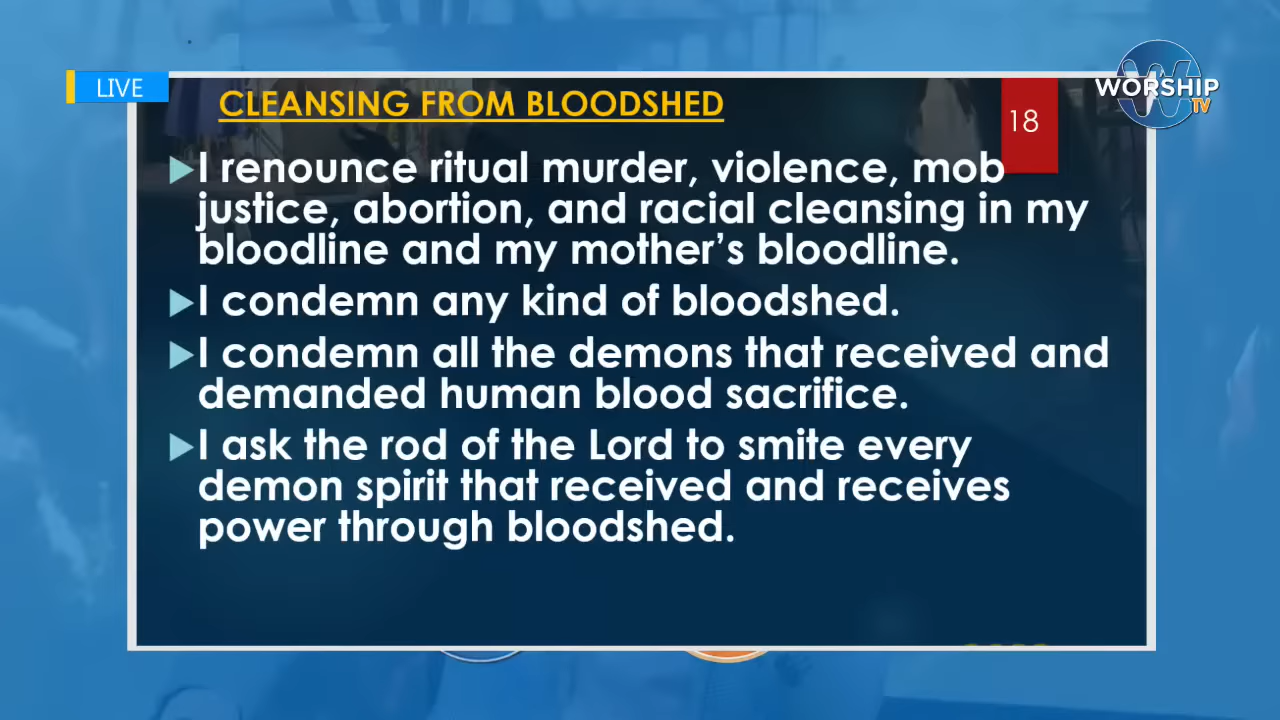 LIVE
WORSHIP
TV
CLEANSING FROM BLOODSHED
18
I renounce ritual murder, violence, mob
justice, abortion, and racial cleansing in my
bloodline and my mother’s bloodline.
I condemn any kind of bloodshed.
I condemn all the demons that received and
demanded human blood sacrifice.
I ask the rod of the Lord to smite every
demon spirit that received and receives
power through bloodshed.